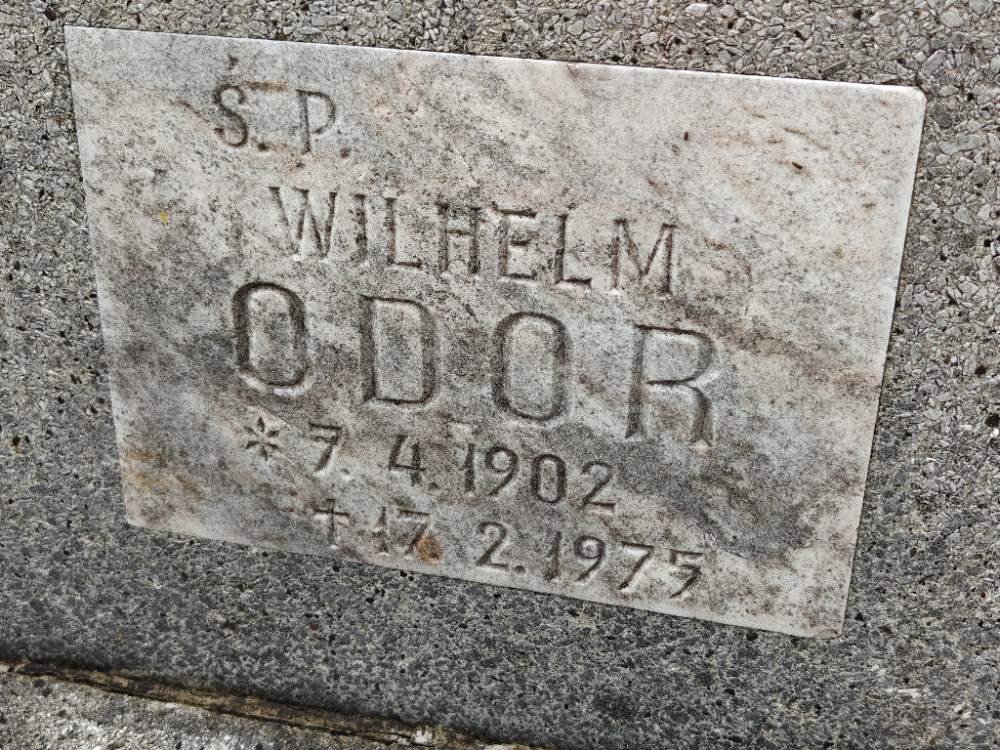 Ś. P.
WILHELM
ODOR
* 7. 4. 1902
† 17. 2. 1975